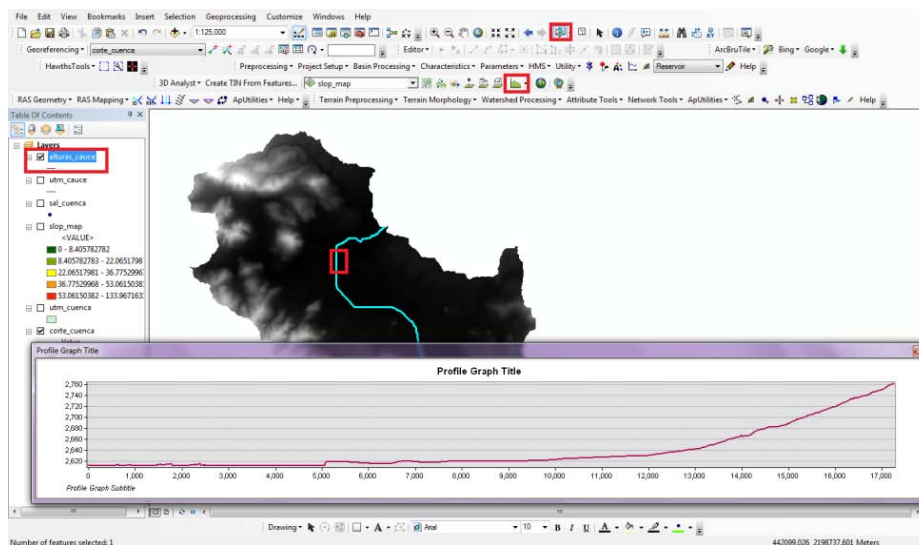 File Edit View Bookmarks Insert Selection Geoprocessing Customize Windows Help
1:125,000
Georeferencing corte_cuenca Editor ArcBruTile Bing Google
HawthsTools Preprocessing Project Setup Basin Processing Characteristics Parameters HMS Utility Reservoir Help
3D Analyst Create TIN From Features... slop_map
RAS Geometry RAS Mapping ApUtilities Help Terrain Preprocessing Terrain Morphology Watershed Processing Attribute Tools Network Tools ApUtilities Help
Table Of Contents
Layers
alturas_cauce
utm_cauce
sal_cuenca
slop_map
<VALUE>
0 - 8.405782782
8.405782783 - 22.0651798
22.06517981 - 36.7752996
36.77529968 - 53.0615038
53.06150382 - 133.967163
utm_cuenca
corte_cuenca
Profile Graph Title
Profile Graph Title
2,760
2,740
2,720
2,700
2,680
2,660
2,640
2,620
0 1,000 2,000 3,000 4,000 5,000 6,000 7,000 8,000 9,000 10,000 11,000 12,000 13,000 14,000 15,000 16,000 17,000
Profile Graph Subtitle
Drawing A Arial 10 B I U A
Number of features selected: 1
442099.026 2198737.601 Meters